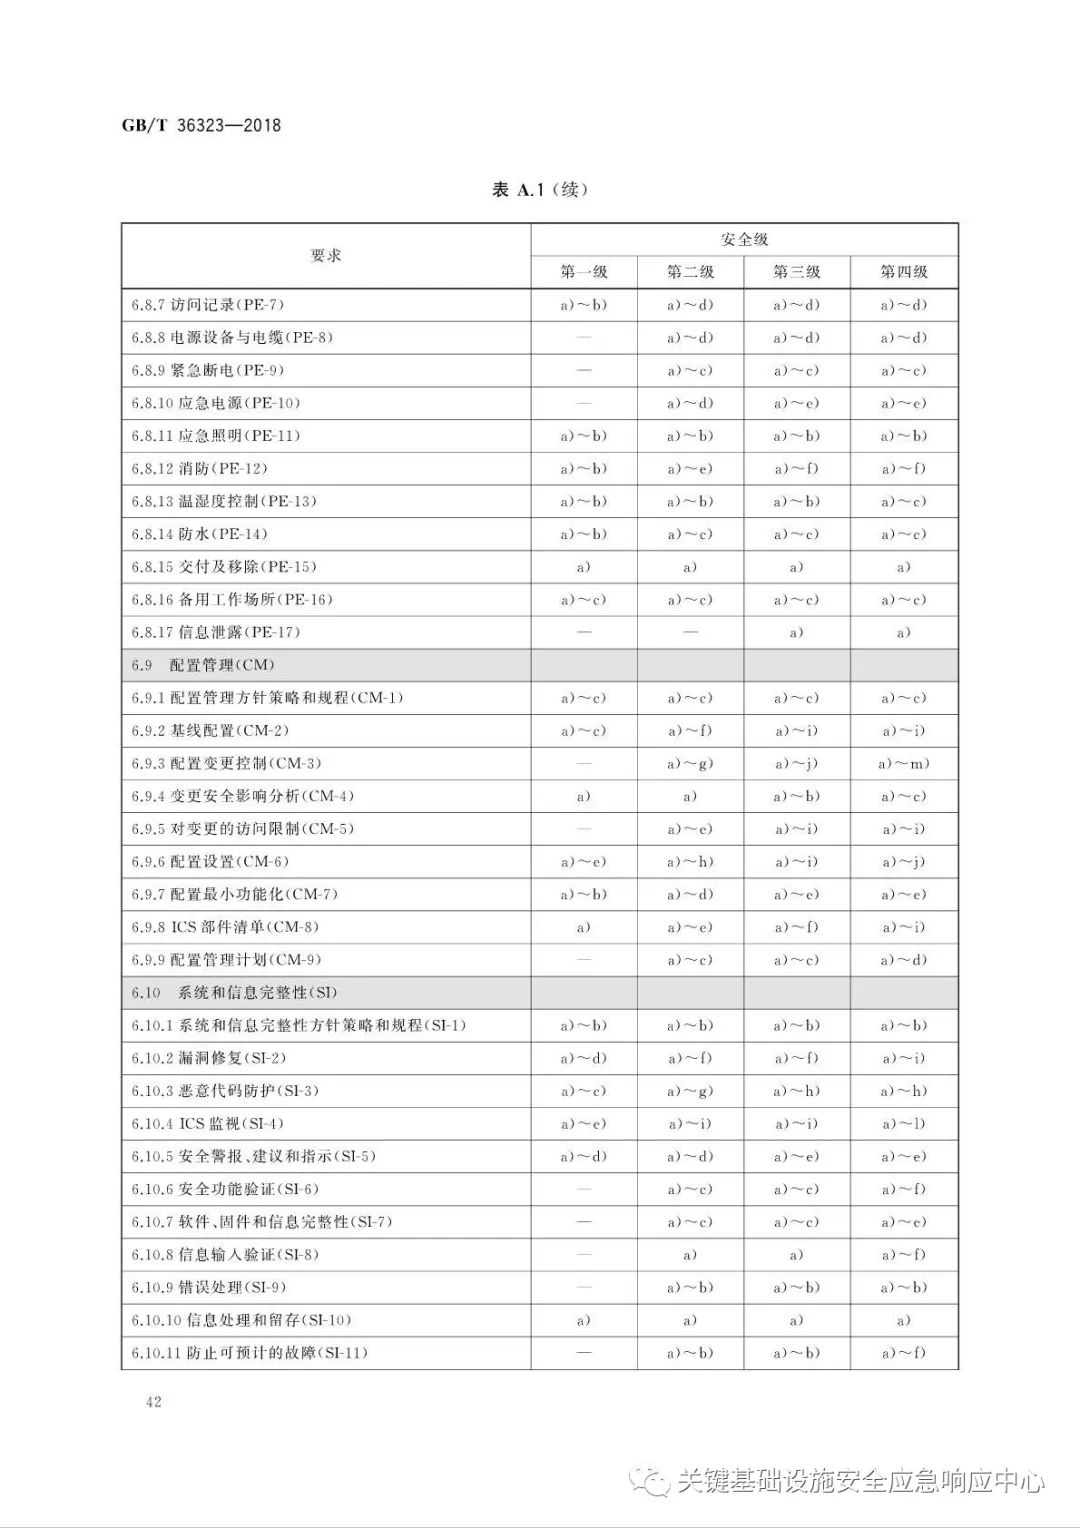 GB/T 36323—2018
表 A.1(续)
要求 安全级
第一级 第二级 第三级 第四级
6.8.7 访问记录(PE-7) a)~b) a)~d) a)~d) a)~d)
6.8.8 电源设备与电缆(PE-8) — a)~d) a)~d) a)~d)
6.8.9 紧急断电(PE-9) — a)~c) a)~c) a)~c)
6.8.10 应急电源(PE-10) — a)~d) a)~e) a)~e)
6.8.11 应急照明(PE-11) a)~b) a)~b) a)~b) a)~b)
6.8.12 消防(PE-12) a)~b) a)~e) a)~f) a)~f)
6.8.13 温湿度控制(PE-13) a)~b) a)~b) a)~b) a)~c)
6.8.14 防水(PE-14) a)~b) a)~c) a)~c) a)~c)
6.8.15 交付及移除(PE-15) a) a) a) a)
6.8.16 备用工作场所(PE-16) a)~c) a)~c) a)~c) a)~c)
6.8.17 信息泄露(PE-17) — — a) a)
6.9 配置管理(CM)
6.9.1 配置管理方针策略和规程(CM-1) a)~c) a)~c) a)~c) a)~c)
6.9.2 基线配置(CM-2) a)~c) a)~f) a)~i) a)~i)
6.9.3 配置变更控制(CM-3) — a)~g) a)~j) a)~m)
6.9.4 变更安全影响分析(CM-4) a) a) a)~b) a)~c)
6.9.5 对变更的访问限制(CM-5) — a)~e) a)~i) a)~i)
6.9.6 配置设置(CM-6) a)~e) a)~h) a)~i) a)~j)
6.9.7 配置最小功能化(CM-7) a)~b) a)~d) a)~e) a)~e)
6.9.8 ICS 部件清单(CM-8) a) a)~e) a)~f) a)~i)
6.9.9 配置管理计划(CM-9) — a)~c) a)~c) a)~d)
6.10 系统和信息完整性(SI)
6.10.1 系统和信息完整性方针策略和规程(SI-1) a)~b) a)~b) a)~b) a)~b)
6.10.2 漏洞修复(SI-2) a)~d) a)~f) a)~f) a)~i)
6.10.3 恶意代码防护(SI-3) a)~c) a)~g) a)~h) a)~h)
6.10.4 ICS 监视(SI-4) a)~e) a)~i) a)~i) a)~l)
6.10.5 安全警报、建议和指示(SI-5) a)~d) a)~d) a)~e) a)~e)
6.10.6 安全功能验证(SI-6) — a)~c) a)~c) a)~f)
6.10.7 软件、固件和信息完整性(SI-7) — a)~c) a)~c) a)~e)
6.10.8 信息输入验证(SI-8) — a) a) a)~f)
6.10.9 错误处理(SI-9) — a)~b) a)~b) a)~b)
6.10.10 信息处理和留存(SI-10) a) a) a) a)
6.10.11 防止可预计的故障(SI-11) — a)~b) a)~b) a)~f)
42
关键基础设施安全应急响应中心